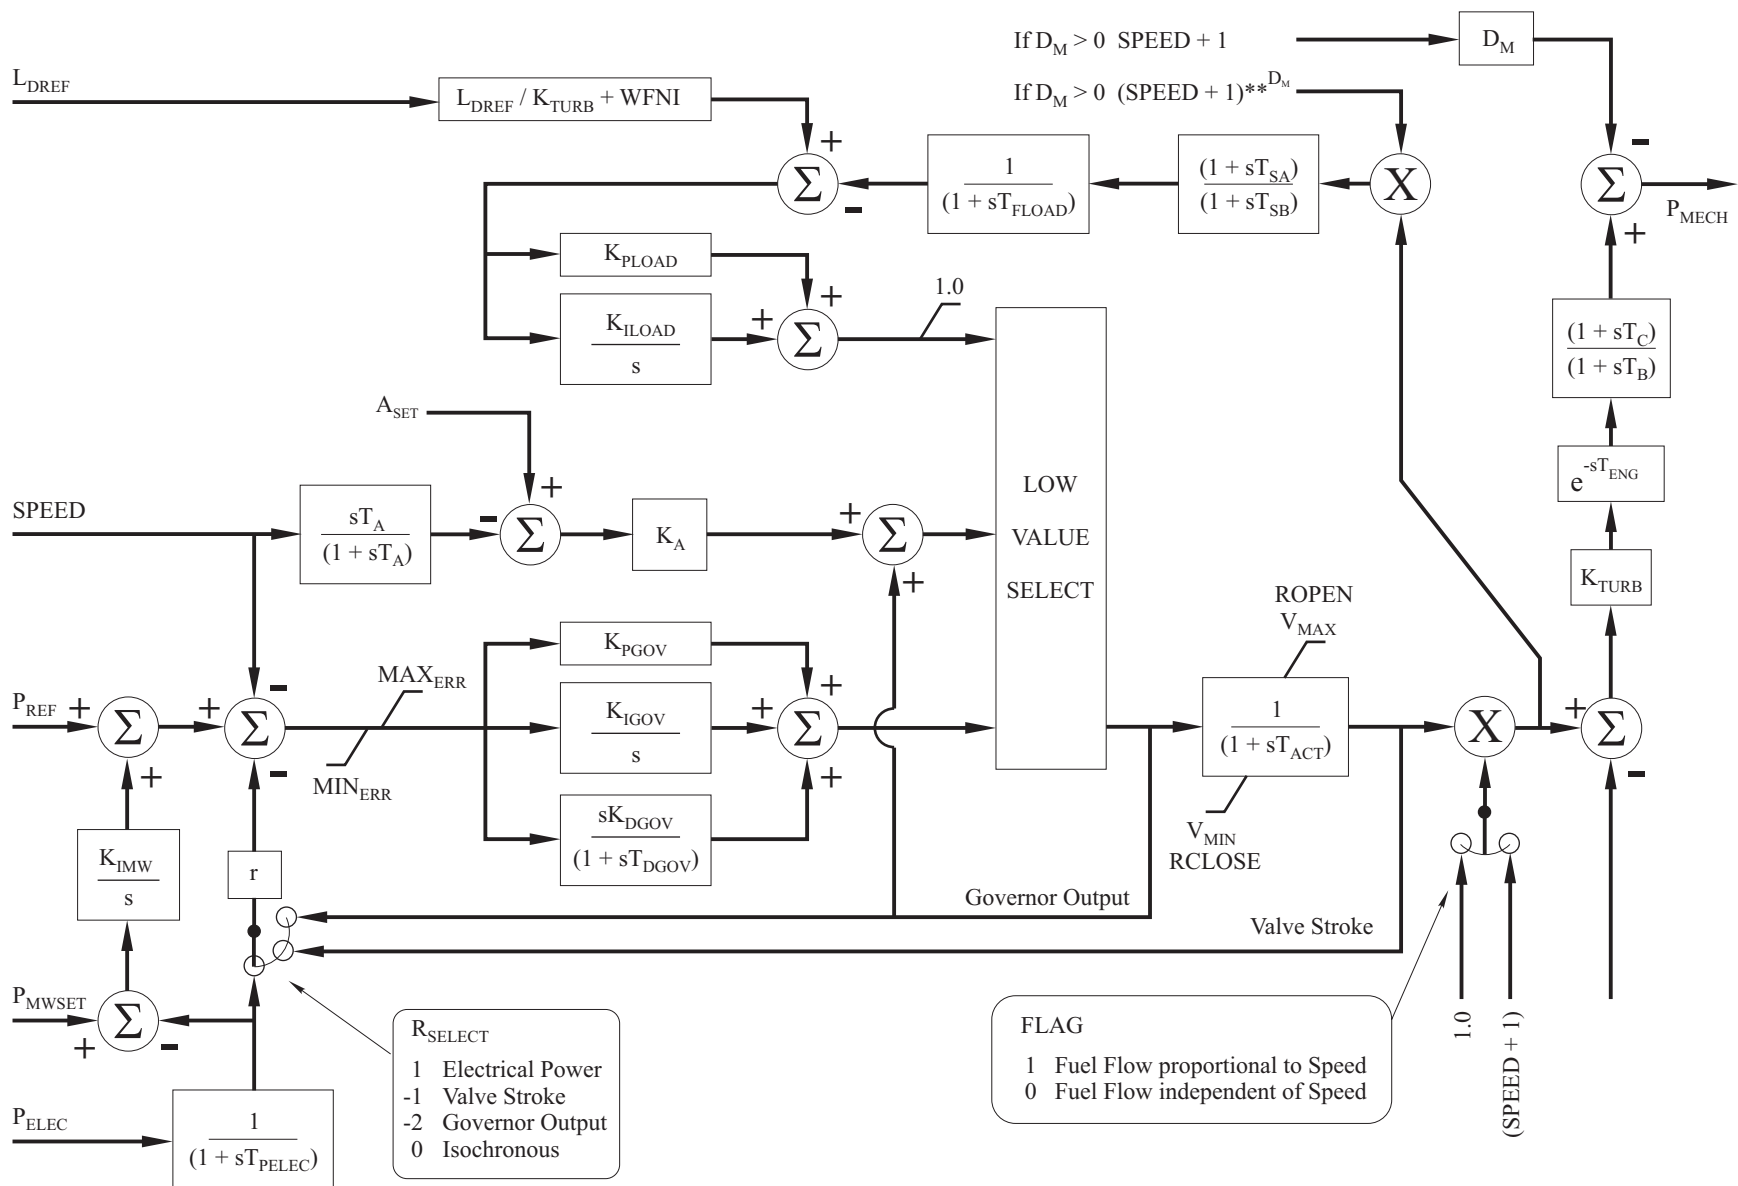 If D_M > 0 SPEED + 1
D_M
L_DREF
L_DREF / K_TURB + WFNI
If D_M > 0 (SPEED + 1)**^D_M
+
-
Σ
-
1
(1 + sT_FLOAD)
(1 + sT_SA)
(1 + sT_SB)
X
Σ
P_MECH
+
K_PLOAD
+
1.0
K_ILOAD
s
+
Σ
(1 + sT_C)
(1 + sT_B)
A_SET
LOW
VALUE
SELECT
e^-sT_ENG
SPEED
sT_A
(1 + sT_A)
-
+
Σ
K_A
+
Σ
+
K_TURB
ROPEN
V_MAX
K_PGOV
MAX_ERR
MIN_ERR
P_REF
+
Σ
+
+
-
Σ
-
K_IGOV
s
+
+
Σ
+
1
(1 + sT_ACT)
V_MIN
RCLOSE
X
+
Σ
-
sK_DGOV
(1 + sT_DGOV)
K_IMW
s
r
Governor Output
Valve Stroke
P_MWSET
+
Σ
-
R_SELECT
1 Electrical Power
-1 Valve Stroke
-2 Governor Output
0 Isochronous
FLAG
1 Fuel Flow proportional to Speed
0 Fuel Flow independent of Speed
1.0
(SPEED + 1)
P_ELEC
1
(1 + sT_PELEC)